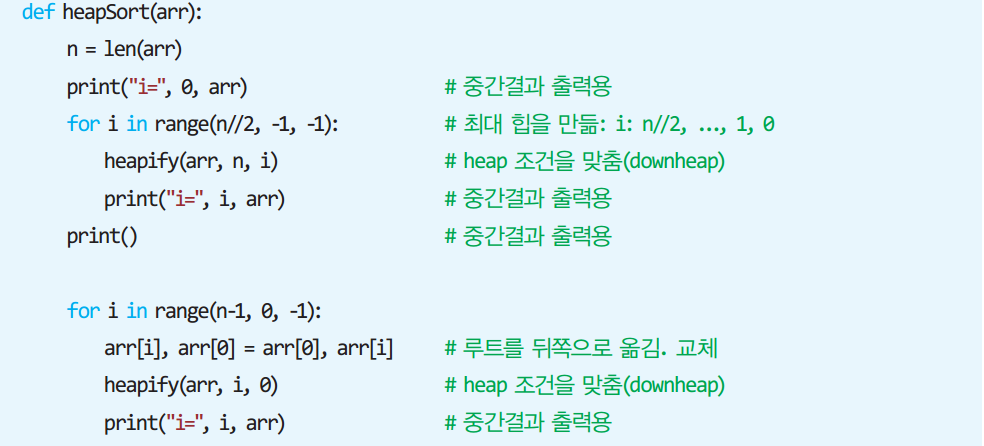 def heapSort(arr):
n = len(arr)
print("i=", 0, arr) # 중간결과 출력용
for i in range(n//2, -1, -1): # 최대 힙을 만듦: i: n//2, ..., 1, 0
heapify(arr, n, i) # heap 조건을 맞춤(downheap)
print("i=", i, arr) # 중간결과 출력용
print() # 중간결과 출력용
for i in range(n-1, 0, -1):
arr[i], arr[0] = arr[0], arr[i] # 루트를 뒤쪽으로 옮김. 교체
heapify(arr, i, 0) # heap 조건을 맞춤(downheap)
print("i=", i, arr) # 중간결과 출력용